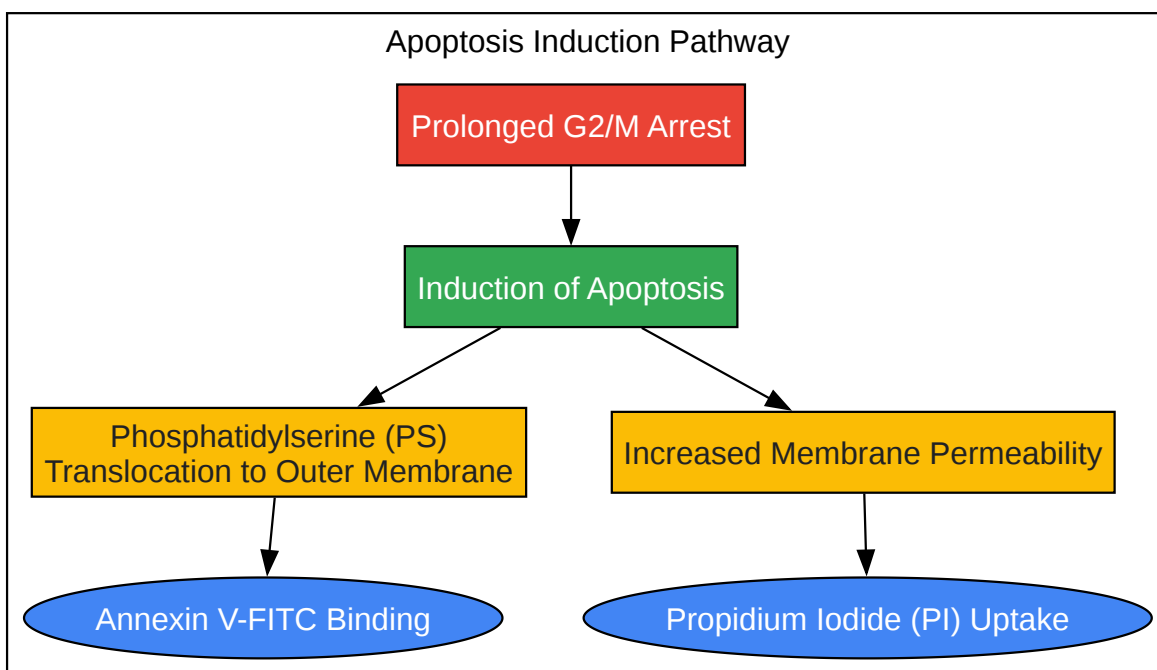 Apoptosis Induction Pathway
Prolonged G2/M Arrest
Induction of Apoptosis
Phosphatidylserine (PS)
Translocation to Outer Membrane
Increased Membrane Permeability
Annexin V-FITC Binding
Propidium Iodide (PI) Uptake